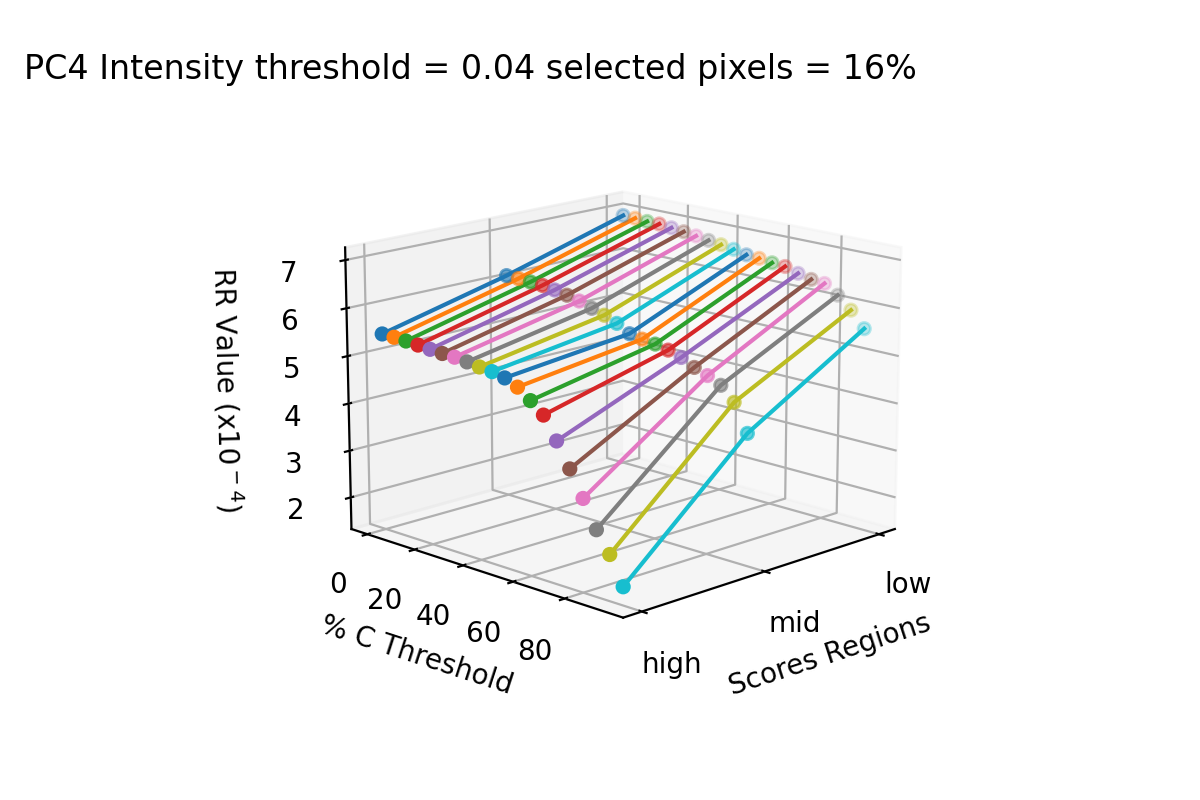 PC4 Intensity threshold = 0.04 selected pixels = 16%
7
6
5
4
3
2
RR Value (x10⁻⁴)
0
20
40
60
80
% C Threshold
high
mid
low
Scores Regions